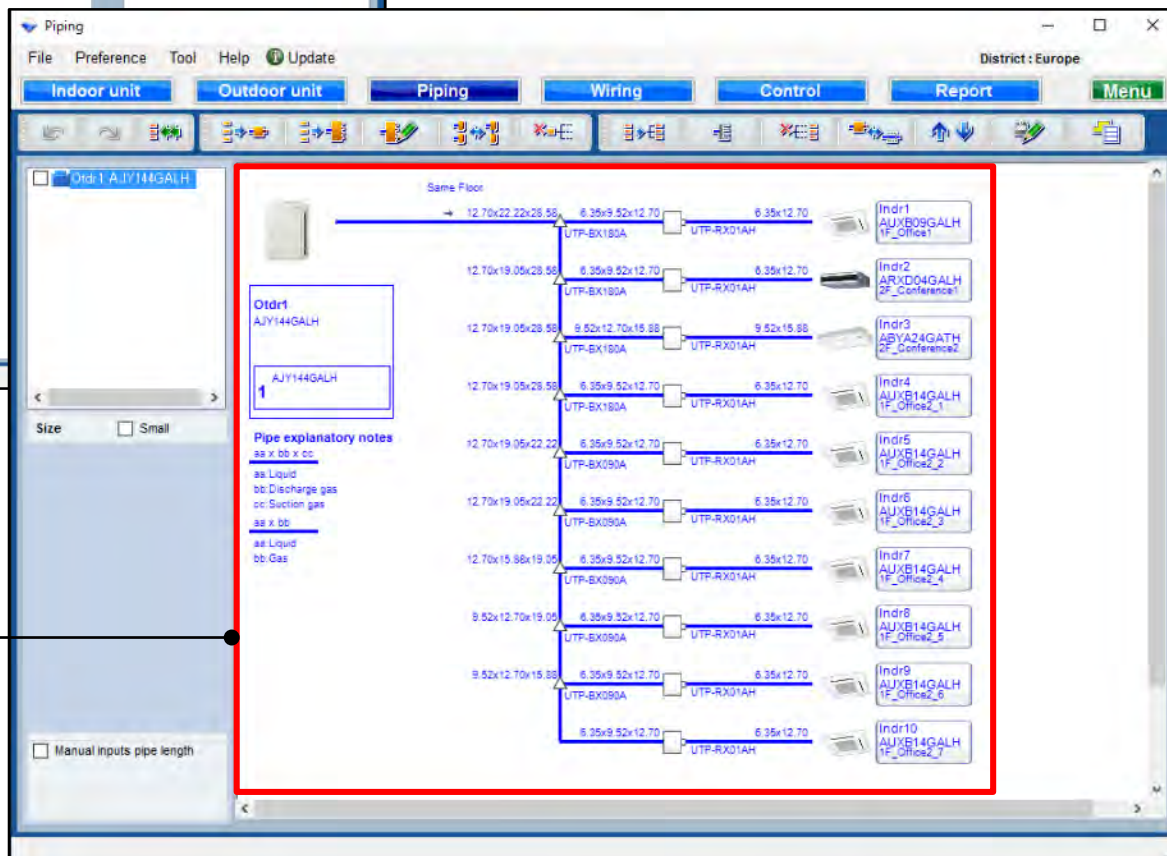 Piping
File Preference Tool Help Update District : Europe
Indoor unit Outdoor unit Piping Wiring Control Report Menu
Otdr1 AJY144GALH
Size Small
Manual inputs pipe length
Same Floor
Otdr1
AJY144GALH
AJY144GALH
1
Pipe explanatory notes
aa x bb x cc
aa:Liquid
bb:Discharge gas
cc:Suction gas
aa x bb
aa:Liquid
bb:Gas
12.70x22.22x28.58 6.35x9.52x12.70 6.35x12.70
UTP-BX180A UTP-RX01AH
Indr1
AUXB09GALH
1F_Office1
12.70x19.05x28.58 6.35x9.52x12.70 6.35x12.70
UTP-BX180A UTP-RX01AH
Indr2
ARXD04GALH
2F_Conference1
12.70x19.05x28.58 9.52x12.70x15.88 9.52x15.88
UTP-BX180A UTP-RX01AH
Indr3
ABYA24GATH
2F_Conference2
12.70x19.05x28.58 6.35x9.52x12.70 6.35x12.70
UTP-BX180A UTP-RX01AH
Indr4
AUXB14GALH
1F_Office2_1
12.70x19.05x22.22 6.35x9.52x12.70 6.35x12.70
UTP-BX090A UTP-RX01AH
Indr5
AUXB14GALH
1F_Office2_2
12.70x19.05x22.22 6.35x9.52x12.70 6.35x12.70
UTP-BX090A UTP-RX01AH
Indr6
AUXB14GALH
1F_Office2_3
12.70x15.88x19.05 6.35x9.52x12.70 6.35x12.70
UTP-BX090A UTP-RX01AH
Indr7
AUXB14GALH
1F_Office2_4
9.52x12.70x19.05 6.35x9.52x12.70 6.35x12.70
UTP-BX090A UTP-RX01AH
Indr8
AUXB14GALH
1F_Office2_5
9.52x12.70x15.88 6.35x9.52x12.70 6.35x12.70
UTP-BX090A UTP-RX01AH
Indr9
AUXB14GALH
1F_Office2_6
6.35x9.52x12.70 6.35x12.70
UTP-RX01AH
Indr10
AUXB14GALH
1F_Office2_7